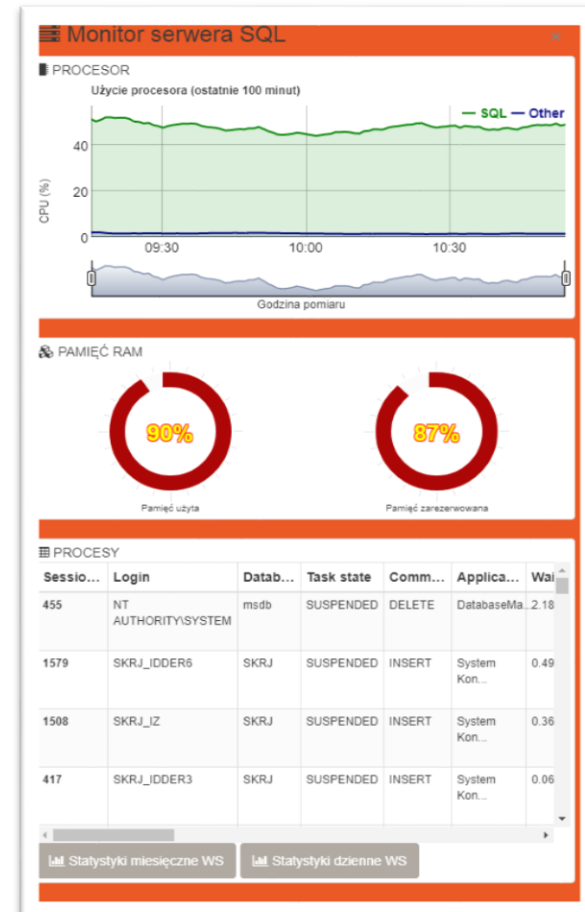 Monitor serwera SQL
×
PROCESOR
Użycie procesora (ostatnie 100 minut)
SQL Other
40
20
0
CPU (%)
09:30 10:00 10:30
Godzina pomiaru
PAMIĘĆ RAM
90% 87%
Pamięć użyta Pamięć zarezerwowana
PROCESY
Sessio... Login Datab... Task state Comm... Applica... Wai
455 NT msdb SUSPENDED DELETE DatabaseMa... 2.18
AUTHORITY\SYSTEM
1579 SKRJ_IDDER6 SKRJ SUSPENDED INSERT System 0.49
Kon...
1508 SKRJ_IZ SKRJ SUSPENDED INSERT System 0.36
Kon...
417 SKRJ_IDDER3 SKRJ SUSPENDED INSERT System 0.06
Kon...
Statystyki miesięczne WS Statystyki dzienne WS